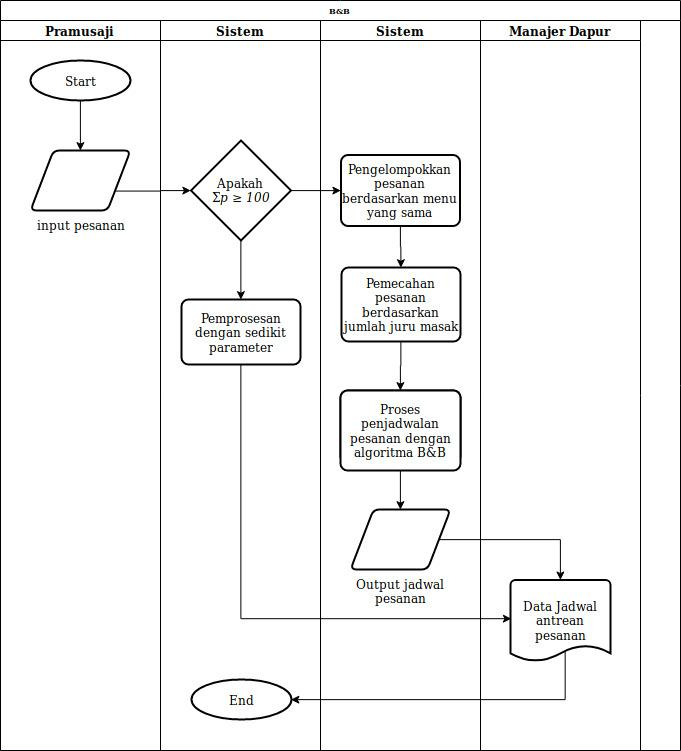 B&B
Pramusaji
Sistem
Sistem
Manajer Dapur
Start
input pesanan
Apakah
Σp ≥ 100
Pengelompokkan
pesanan
berdasarkan menu
yang sama
Pemecahan
pesanan
berdasarkan
jumlah juru masak
Pemprosesan
dengan sedikit
parameter
Proses
penjadwalan
pesanan dengan
algoritma B&B
Output jadwal
pesanan
Data Jadwal
antrean
pesanan
End